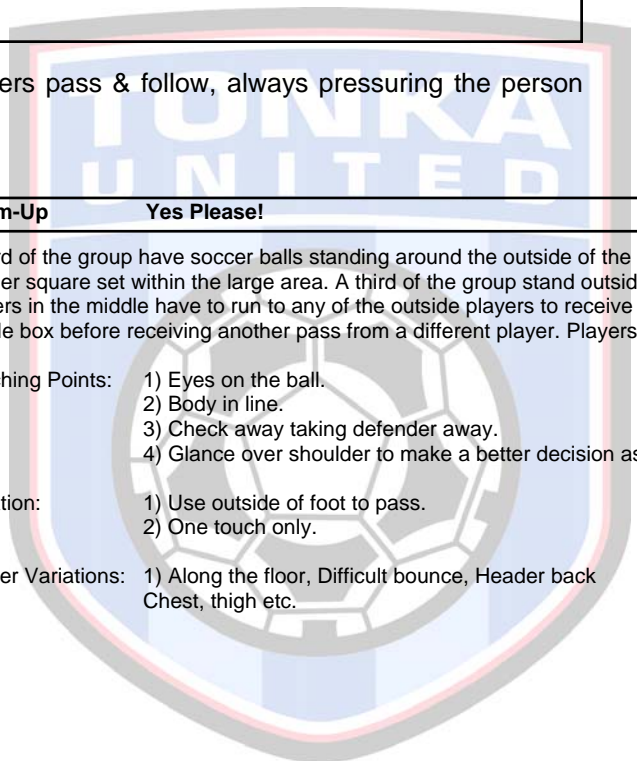 ers pass & follow, always pressuring the person
TONKA
UNITED
m-Up Yes Please!
rd of the group have soccer balls standing around the outside of the
er square set within the large area. A third of the group stand outsid
ers in the middle have to run to any of the outside players to receive
le box before receiving another pass from a different player. Players
ching Points: 1) Eyes on the ball.
2) Body in line.
3) Check away taking defender away.
4) Glance over shoulder to make a better decision as
tion: 1) Use outside of foot to pass.
2) One touch only.
er Variations: 1) Along the floor, Difficult bounce, Header back
Chest, thigh etc.